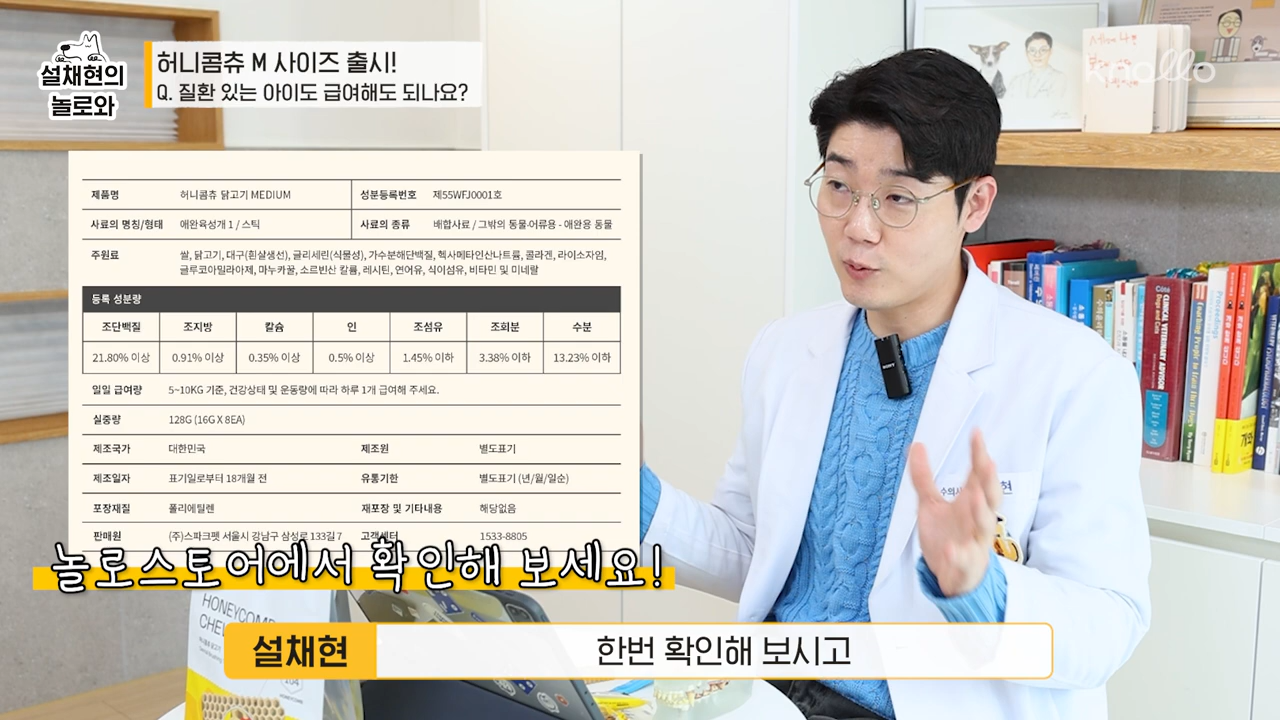 설채현의
놀로와
허니콤츄 M 사이즈 출시!
Q. 질환 있는 아이도 급여해도 되나요?
knollo
제품명 허니콤츄 닭고기 MEDIUM 성분등록번호 제55WFJ0001호
사료의 명칭/형태 애완육성개 1 / 스틱 사료의 종류 배합사료 / 그밖의 동물·어류용 - 애완용 동물
주원료 쌀, 닭고기, 대구(흰살생선), 글리세린(식물성), 가수분해단백질, 헥사메타인산나트륨, 콜라겐, 라이소자임,
글루코아밀라아제, 마누카꿀, 소르빈산 칼륨, 레시틴, 연어유, 식이섬유, 비타민 및 미네랄
등록 성분량
조단백질 조지방 칼슘 인 조섬유 조회분 수분
21.80% 이상 0.91% 이상 0.35% 이상 0.5% 이상 1.45% 이하 3.38% 이하 13.23% 이하
일일 급여량 5~10KG 기준, 건강상태 및 운동량에 따라 하루 1개 급여해 주세요.
실중량 128G (16G X 8EA)
제조국가 대한민국 제조원 별도표기
제조일자 표기일로부터 18개월 전 유통기한 별도표기 (년/월/일순)
포장재질 폴리에틸렌 재포장 및 기타내용 해당없음
판매원 (주)스파크펫 서울시 강남구 삼성로 133길 7 고객센터 1533-8805
놀로스토어에서 확인해 보세요!
HONEYCOMB
설채현 한번 확인해 보시고
SONY
CLINICAL VETERINARY ADVISOR
Dogs and Cats
Proceedings